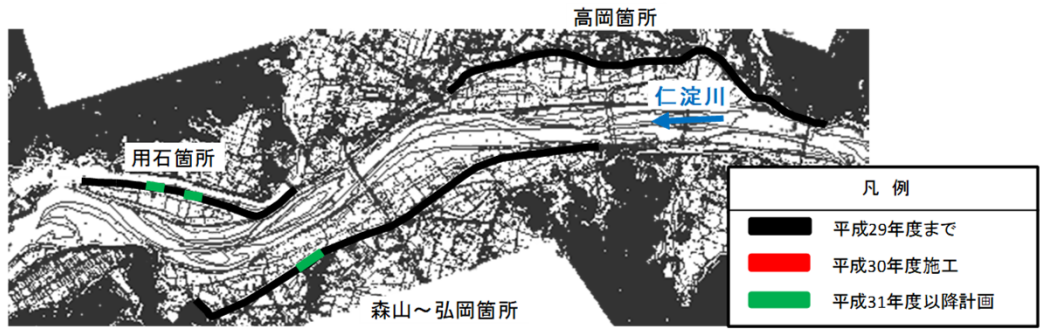 高岡箇所
仁淀川
用石箇所
森山～弘岡箇所
凡 例
平成29年度まで
平成30年度施工
平成31年度以降計画